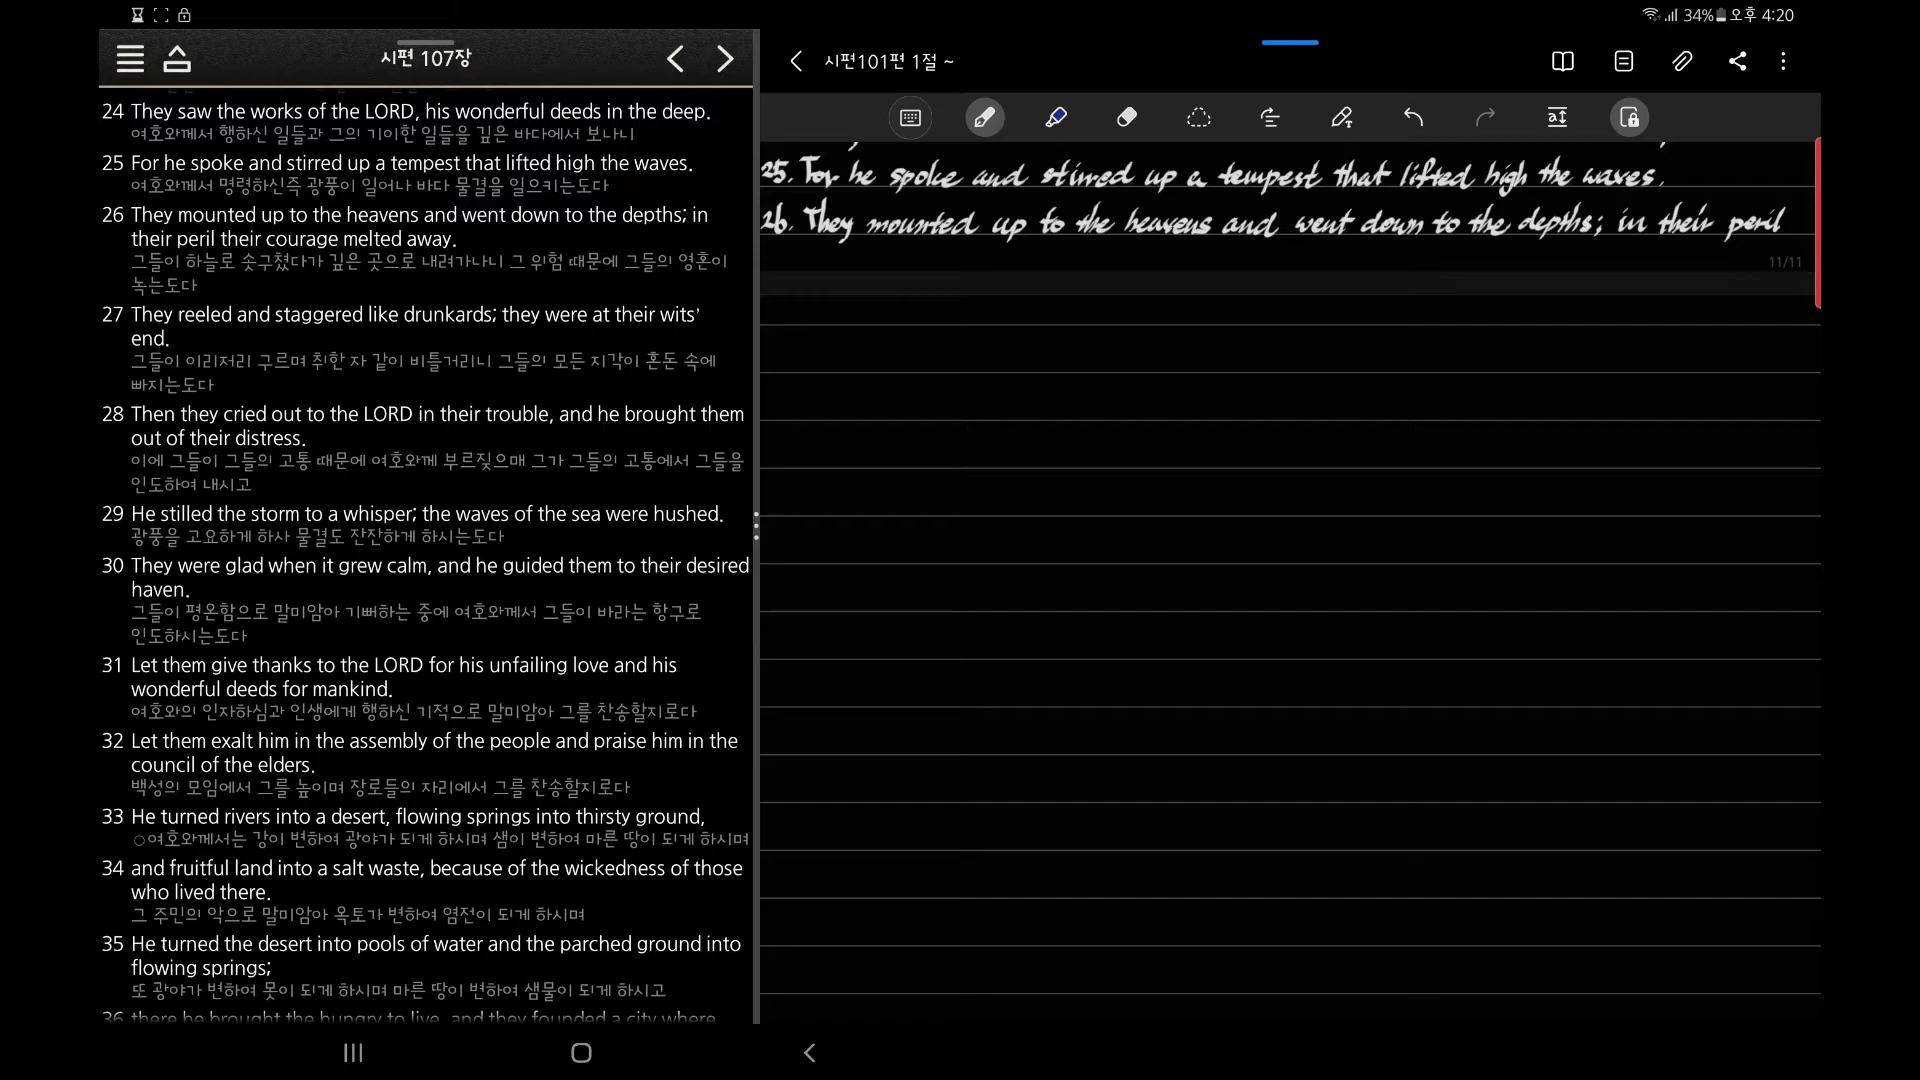 34% 오후 4:20
시편 107장
24 They saw the works of the LORD, his wonderful deeds in the deep.
여호와께서 행하신 일들과 그의 기이한 일들을 깊은 바다에서 보나니
25 For he spoke and stirred up a tempest that lifted high the waves.
여호와께서 명령하신즉 광풍이 일어나 바다 물결을 일으키는도다
26 They mounted up to the heavens and went down to the depths; in
their peril their courage melted away.
그들이 하늘로 솟구쳤다가 깊은 곳으로 내려가나니 그 위험 때문에 그들의 영혼이
녹는도다
27 They reeled and staggered like drunkards; they were at their wits’
end.
그들이 이리저리 구르며 취한 자 같이 비틀거리니 그들의 모든 지각이 혼돈 속에
빠지는도다
28 Then they cried out to the LORD in their trouble, and he brought them
out of their distress.
이에 그들이 그들의 고통 때문에 여호와께 부르짖으매 그가 그들의 고통에서 그들을
인도하여 내시고
29 He stilled the storm to a whisper; the waves of the sea were hushed.
광풍을 고요하게 하사 물결도 잔잔하게 하시는도다
30 They were glad when it grew calm, and he guided them to their desired
haven.
그들이 평온함으로 말미암아 기뻐하는 중에 여호와께서 그들이 바라는 항구로
인도하시는도다
31 Let them give thanks to the LORD for his unfailing love and his
wonderful deeds for mankind.
여호와의 인자하심과 인생에게 행하신 기적으로 말미암아 그를 찬송할지로다
32 Let them exalt him in the assembly of the people and praise him in the
council of the elders.
백성의 모임에서 그를 높이며 장로들의 자리에서 그를 찬송할지로다
33 He turned rivers into a desert, flowing springs into thirsty ground,
○여호와께서는 강이 변하여 광야가 되게 하시며 샘이 변하여 마른 땅이 되게 하시며
34 and fruitful land into a salt waste, because of the wickedness of those
who lived there.
그 주민의 악으로 말미암아 옥토가 변하여 염전이 되게 하시며
35 He turned the desert into pools of water and the parched ground into
flowing springs;
또 광야가 변하여 못이 되게 하시며 마른 땅이 변하여 샘물이 되게 하시고
36 there he brought the hungry to live, and they founded a city where
시편101편 1절 ~
25. For he spoke and stirred up a tempest that lifted high the waves.
26. They mounted up to the heavens and went down to the depths; in their peril
11/11